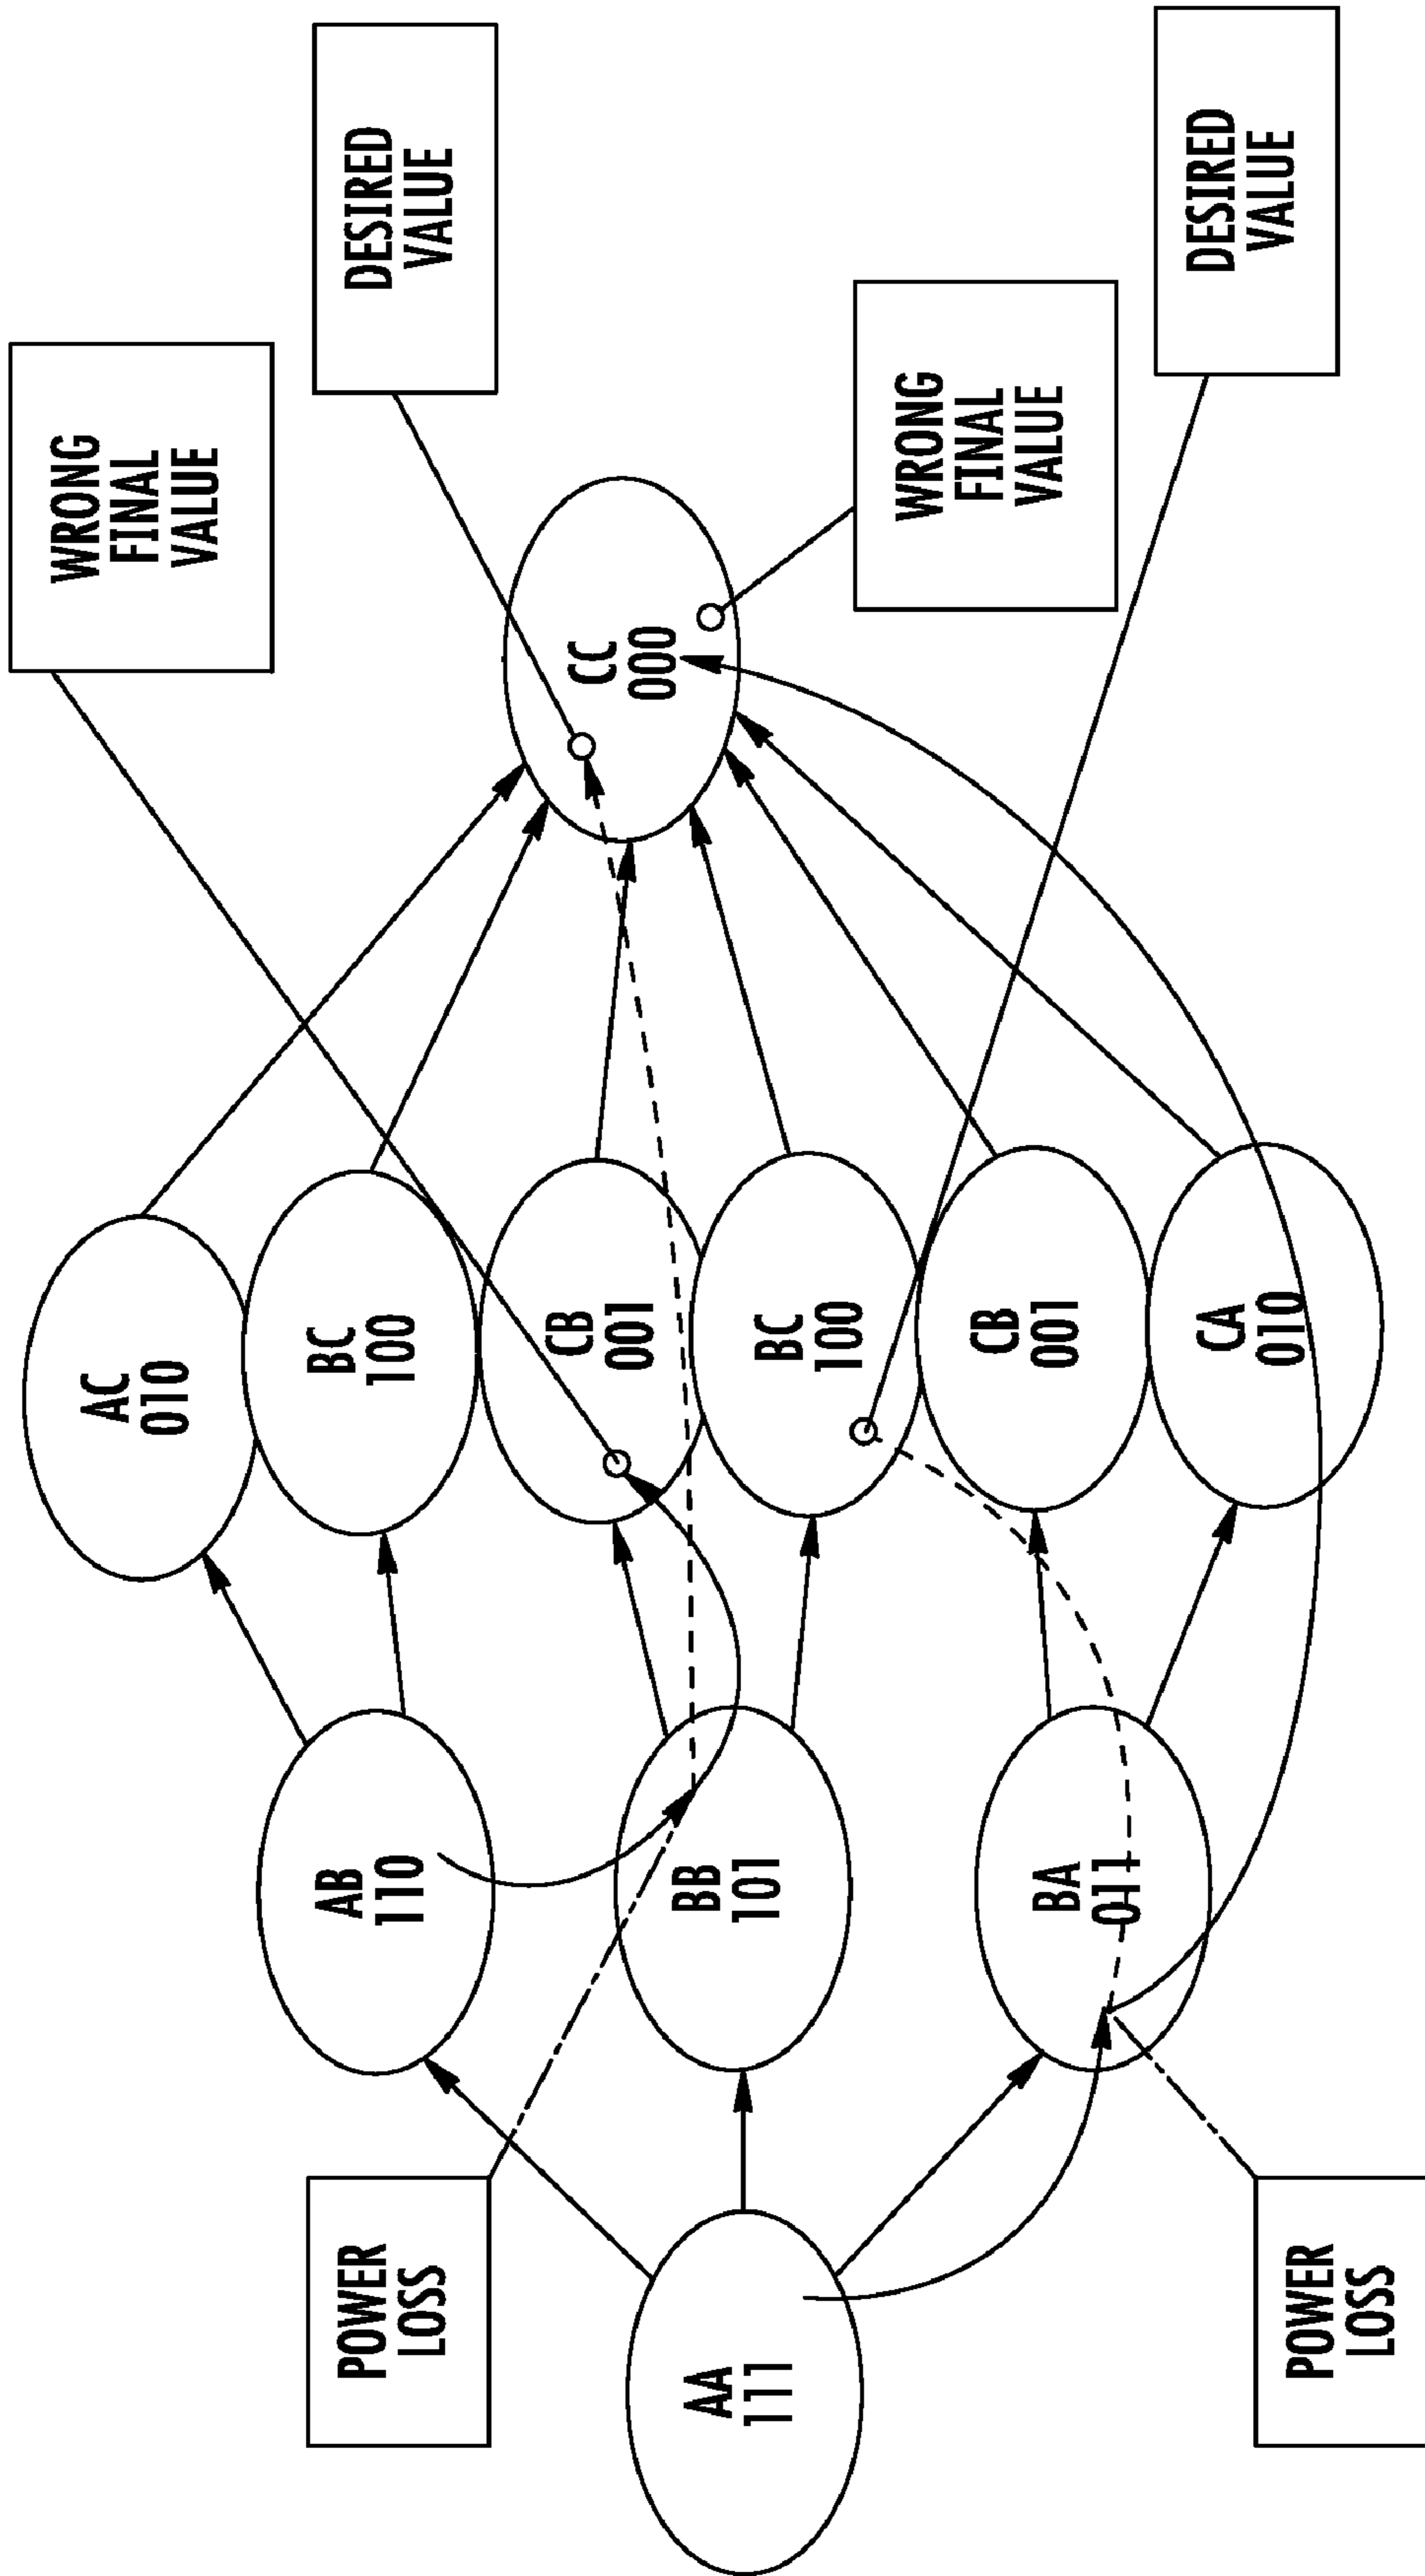 WRONG
FINAL
VALUE
AC
010
POWER
LOSS
AB
110
BC
100
DESIRED
VALUE
CB
001
CC
000
AA
111
BB
101
BC
100
WRONG
FINAL
VALUE
BA
011
CB
001
CA
010
DESIRED
VALUE
POWER
LOSS